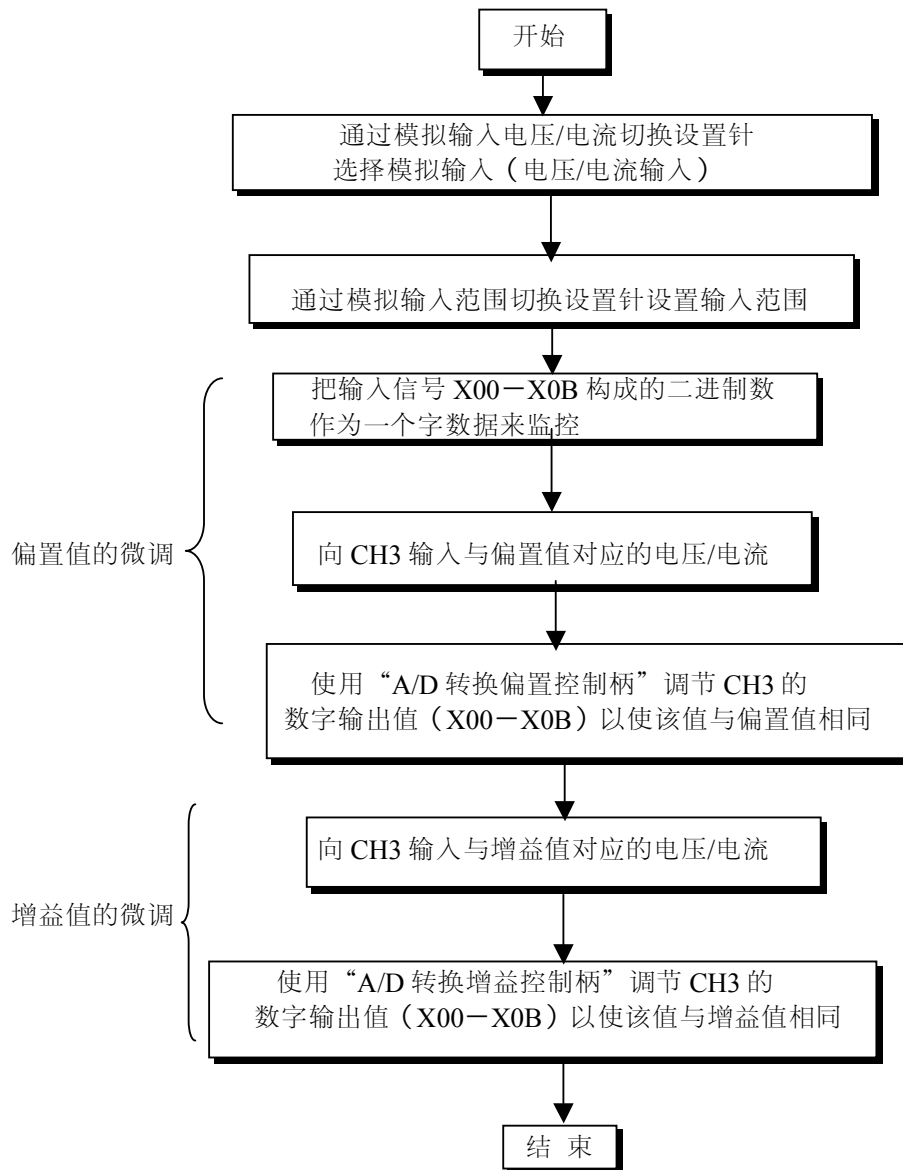 开始
通过模拟输入电压/电流切换设置针
选择模拟输入（电压/电流输入）
通过模拟输入范围切换设置针设置输入范围
把输入信号 X00－X0B 构成的二进制数
作为一个字数据来监控
向 CH3 输入与偏置值对应的电压/电流
偏置值的微调
使用“A/D 转换偏置控制柄”调节 CH3 的
数字输出值（X00－X0B）以使该值与偏置值相同
向 CH3 输入与增益值对应的电压/电流
增益值的微调
使用“A/D 转换增益控制柄”调节 CH3 的
数字输出值（X00－X0B）以使该值与增益值相同
结 束